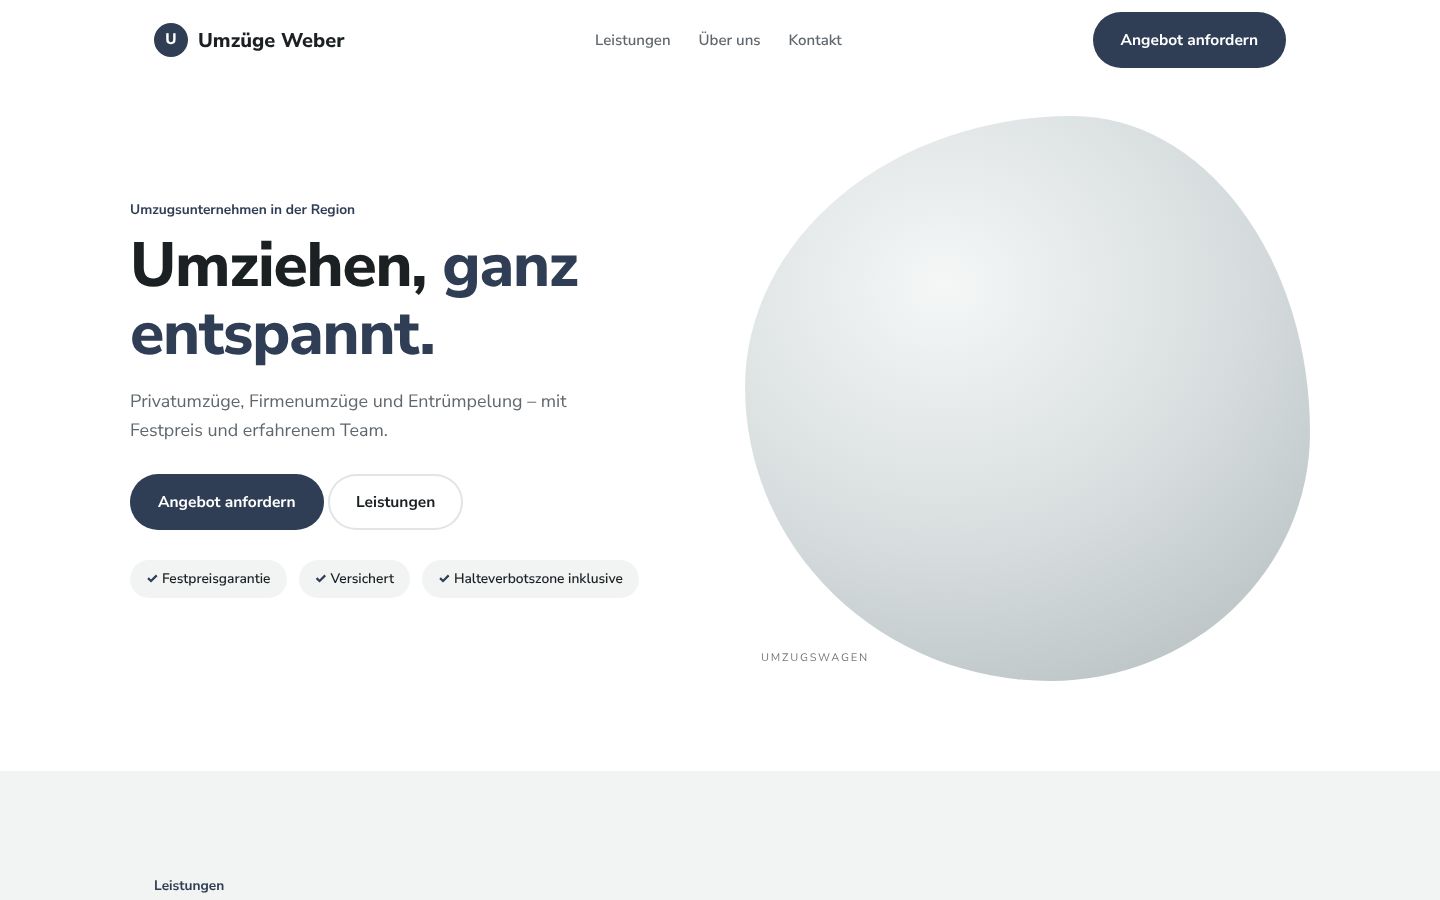 U Umzüge Weber
Leistungen Über uns Kontakt
Angebot anfordern
Umzugsunternehmen in der Region
Umziehen, ganz
entspannt.
Privatumzüge, Firmenumzüge und Entrümpelung – mit
Festpreis und erfahrenem Team.
Angebot anfordern Leistungen
✓ Festpreisgarantie ✓ Versichert ✓ Halteverbotszone inklusive
UMZUGSWAGEN
Leistungen